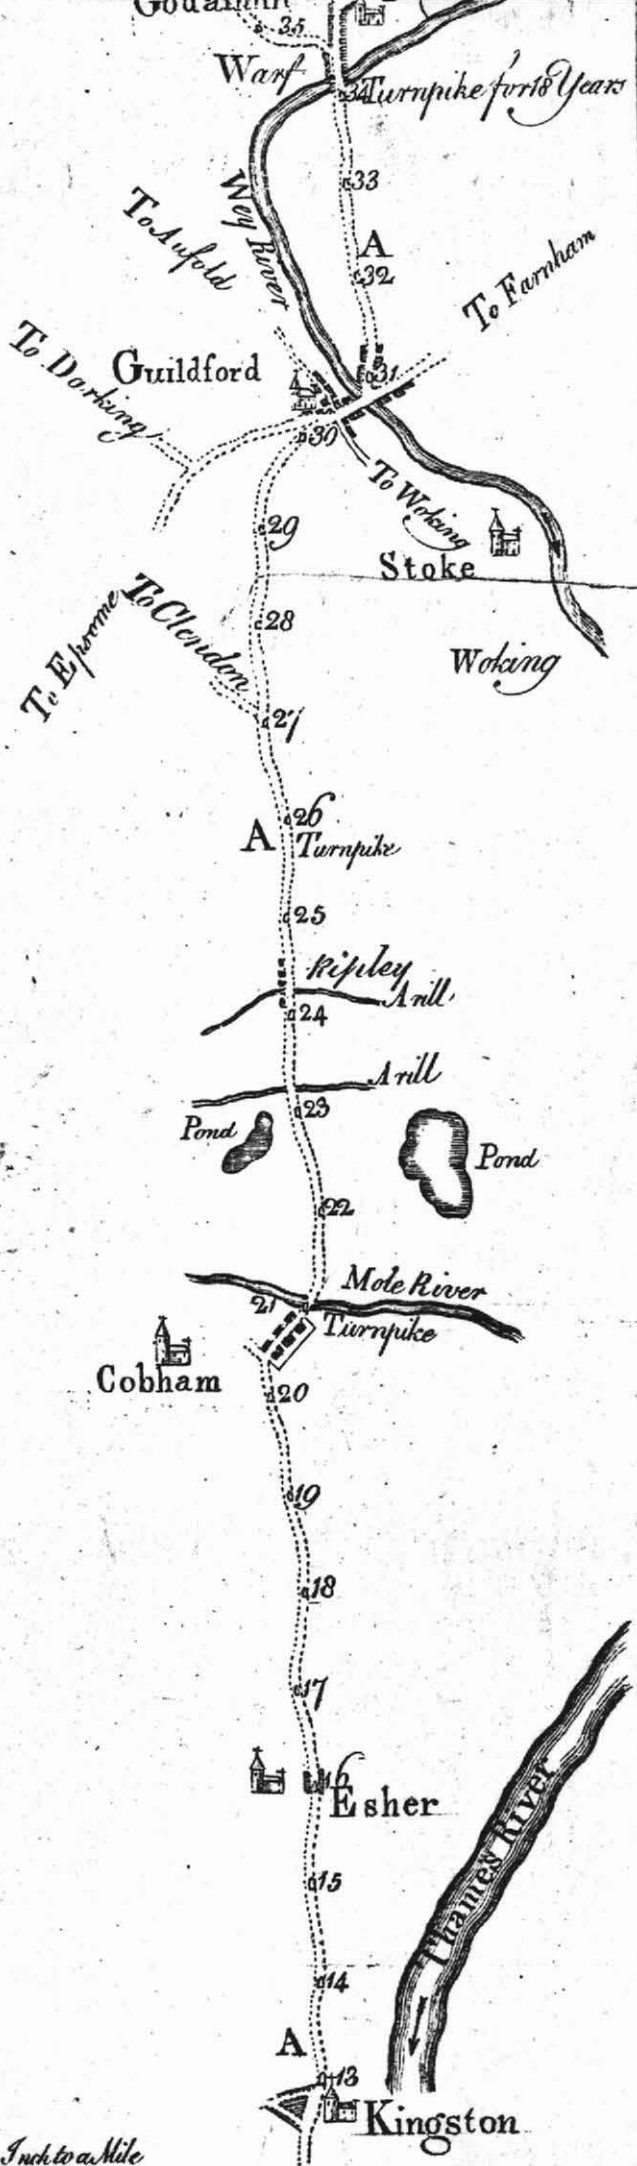 35
Warf
34
Turnpike for 18 Years
33
Wey River
To Aufold
A
32
To Farnham
To Darking
Guildford
31
30
To Woking
29
Stoke
To Epsome
To Clendon
28
Woking
27
26
A
Turnpike
25
Ripley
A rill
24
A rill
23
Pond
Pond
22
Mole River
21
Turnpike
Cobham
20
19
18
17
16
Esher
Thames River
15
14
A
13
Kingston
Inch to a Mile